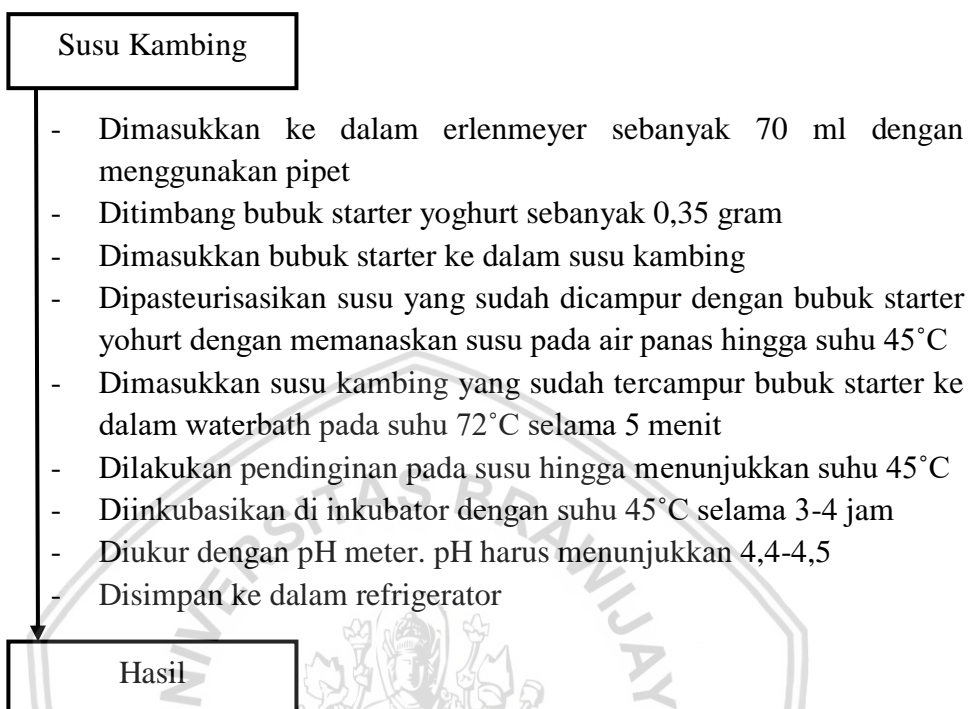 Susu Kambing
- Dimasukkan ke dalam erlenmeyer sebanyak 70 ml dengan
menggunakan pipet
- Ditimbang bubuk starter yoghurt sebanyak 0,35 gram
- Dimasukkan bubuk starter ke dalam susu kambing
- Dipasteurisasikan susu yang sudah dicampur dengan bubuk starter
yohurt dengan memanaskan susu pada air panas hingga suhu 45˚C
- Dimasukkan susu kambing yang sudah tercampur bubuk starter ke
dalam waterbath pada suhu 72˚C selama 5 menit
- Dilakukan pendinginan pada susu hingga menunjukkan suhu 45˚C
- Diinkubasikan di inkubator dengan suhu 45˚C selama 3-4 jam
- Diukur dengan pH meter. pH harus menunjukkan 4,4-4,5
- Disimpan ke dalam refrigerator
Hasil
NIVERSITAS BRAWIJAY